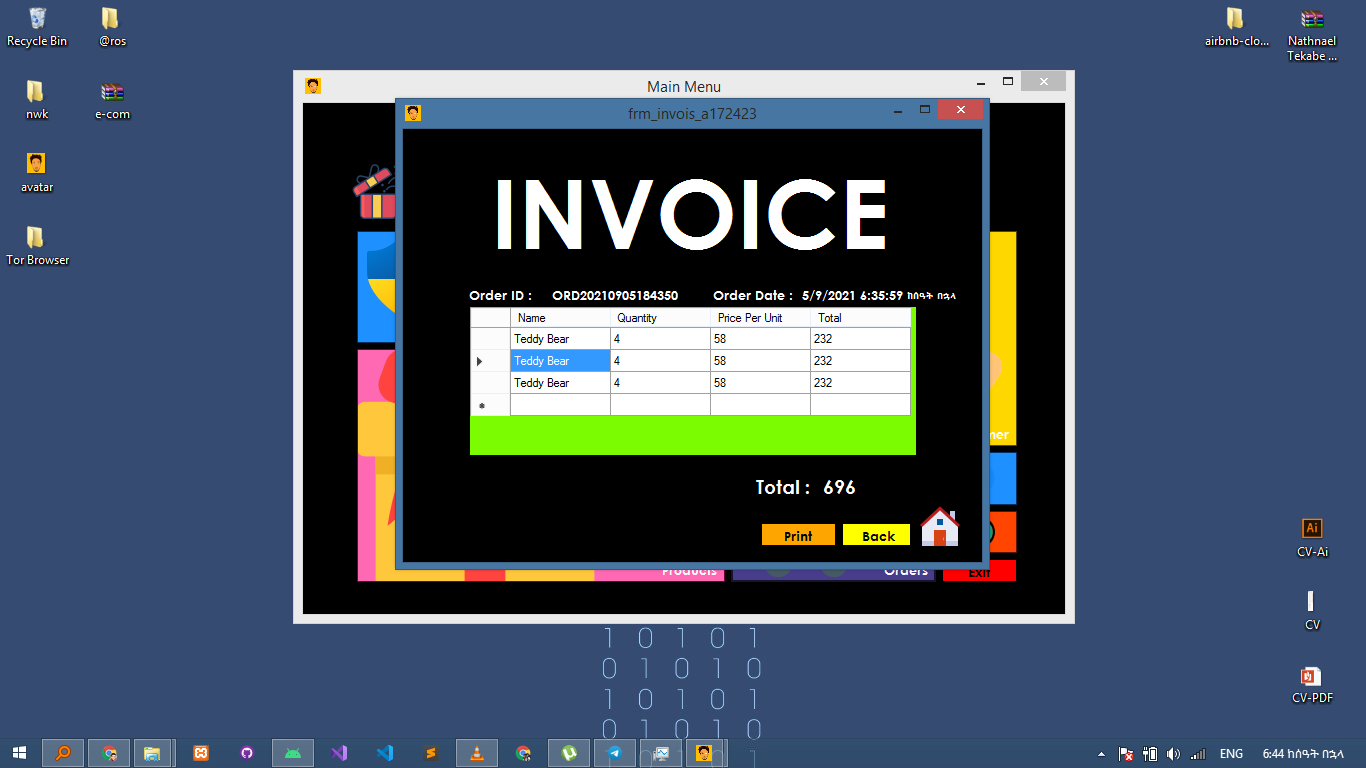 Recycle Bin
@ros
airbnb-clo...
Nathnael
Tekabe ...
nwk
e-com
avatar
Tor Browser
Main Menu
frm_invois_a172423
INVOICE
Order ID : ORD20210905184350 Order Date : 5/9/2021 6:35:59 ከሰዓት በኋላ
Name Quantity Price Per Unit Total
Teddy Bear 4 58 232
Teddy Bear 4 58 232
Teddy Bear 4 58 232
Total : 696
Print Back
Products
Orders
Exit
1 0 1 0 1
0 1 0 1 0
1 0 1 0 1
0 1 0 1 0
Ai
CV-Ai
CV
CV-PDF
ENG 6:44 ከሰዓት በኋላ